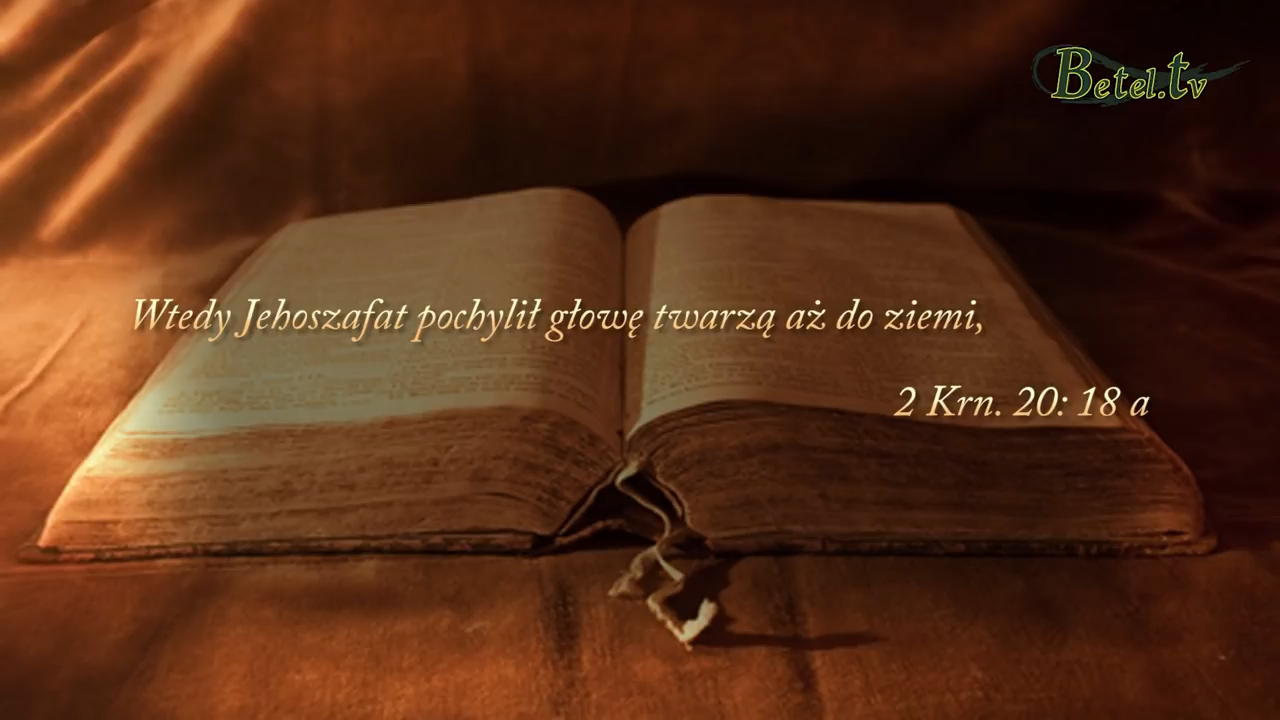 Betel.tv
Wtedy Jehoszafat pochylił głowę twarzą aż do ziemi,
2 Krn. 20: 18 a